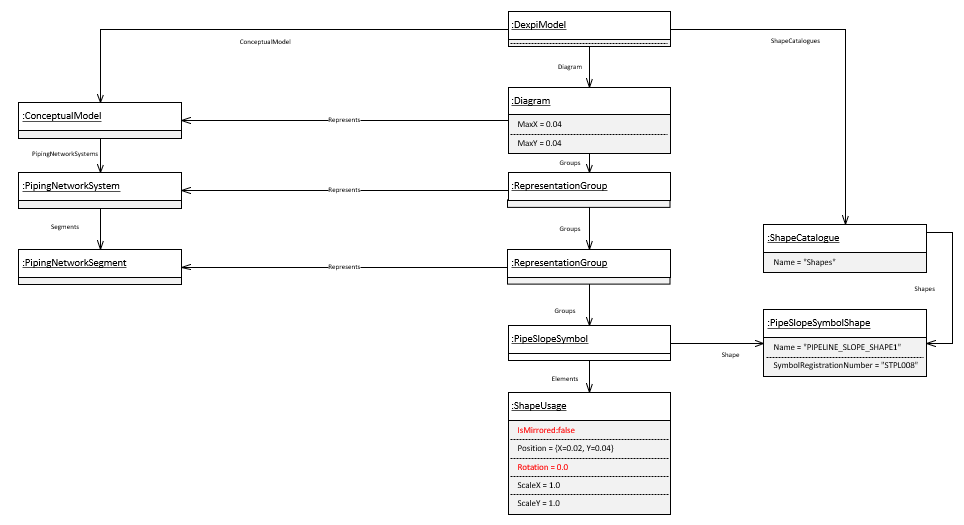 :DexpiModel
ConceptualModel
ShapeCatalogues
Diagram
:Diagram
MaxX = 0.04
MaxY = 0.04
:ConceptualModel
Represents
PipingNetworkSystems
Groups
:PipingNetworkSystem
Represents
:RepresentationGroup
Segments
Groups
:ShapeCatalogue
Name = "Shapes"
:PipingNetworkSegment
Represents
:RepresentationGroup
Shapes
Groups
:PipeSlopeSymbol
Shape
:PipeSlopeSymbolShape
Name = "PIPELINE_SLOPE_SHAPE1"
SymbolRegistrationNumber = "STPL008"
Elements
:ShapeUsage
IsMirrored:false
Position = {X=0.02, Y=0.04}
Rotation = 0.0
ScaleX = 1.0
ScaleY = 1.0